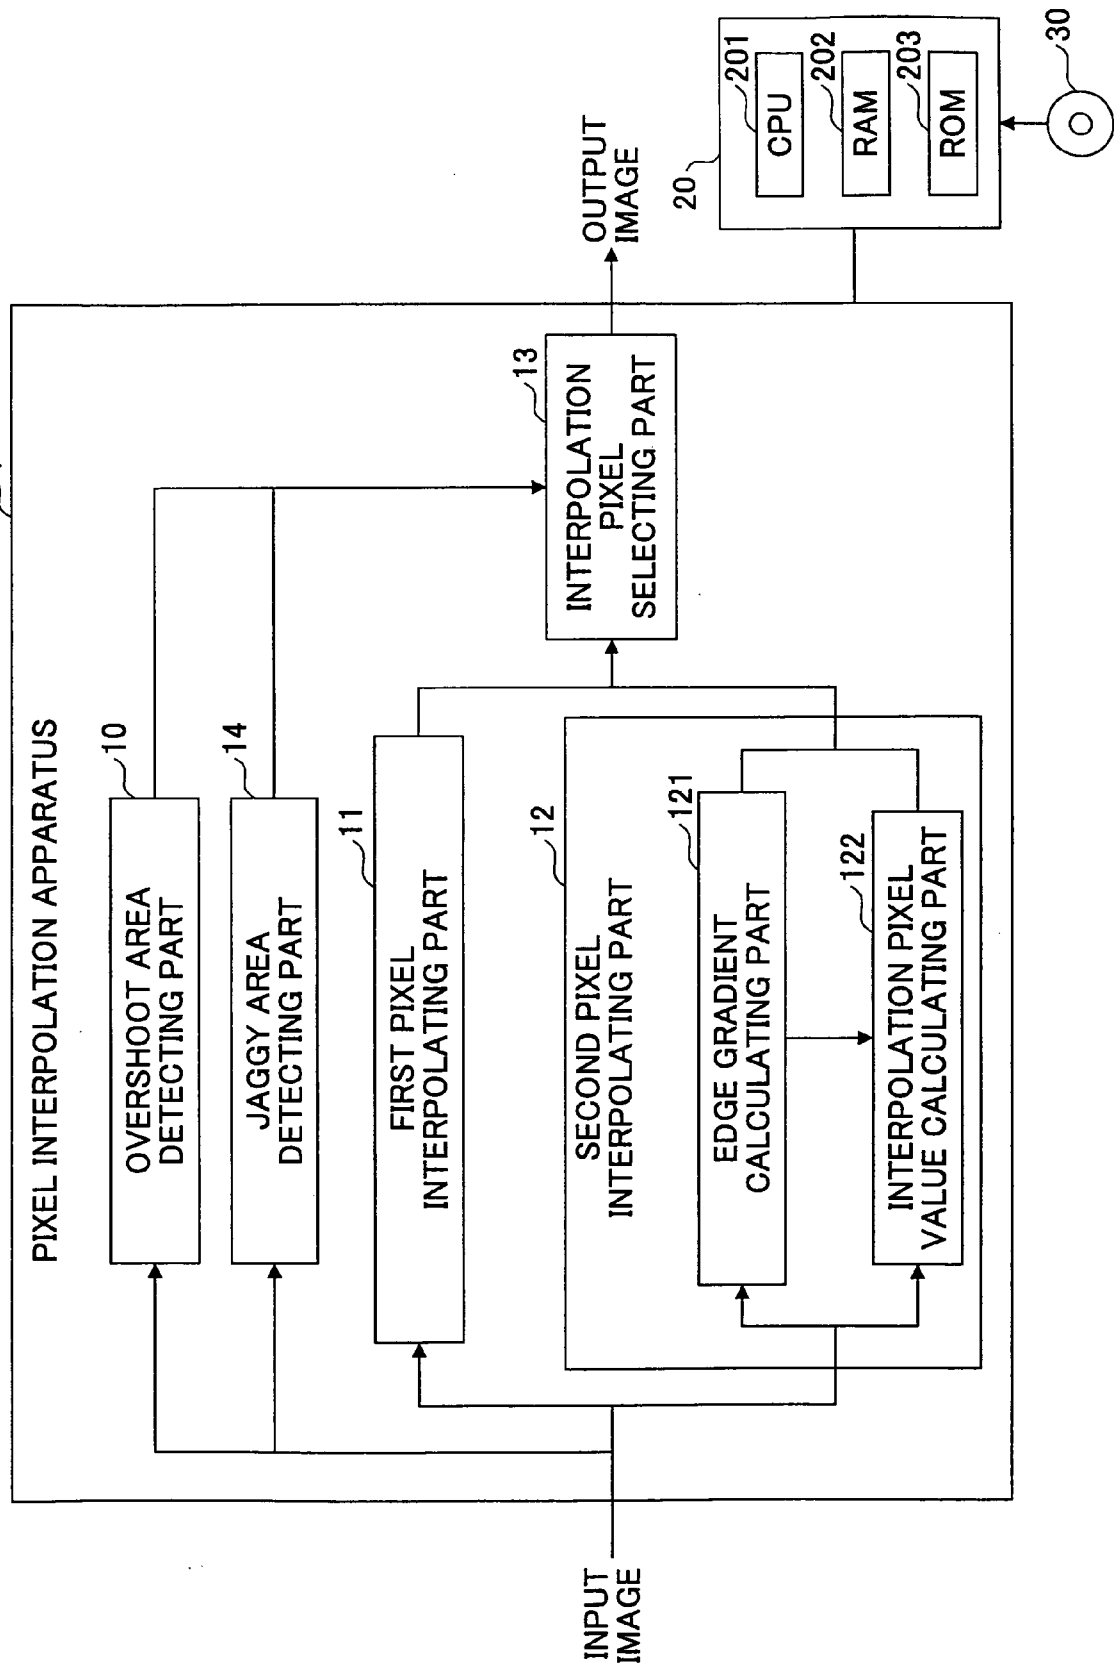 PIXEL INTERPOLATION APPARATUS
10
OVERSHOOT AREA
DETECTING PART
14
JAGGY AREA
DETECTING PART
11
FIRST PIXEL
INTERPOLATING PART
12
SECOND PIXEL
INTERPOLATING PART
121
EDGE GRADIENT
CALCULATING PART
122
INTERPOLATION PIXEL
VALUE CALCULATING PART
13
INTERPOLATION
PIXEL
SELECTING PART
INPUT
IMAGE
OUTPUT
IMAGE
20
201
CPU
202
RAM
203
ROM
30